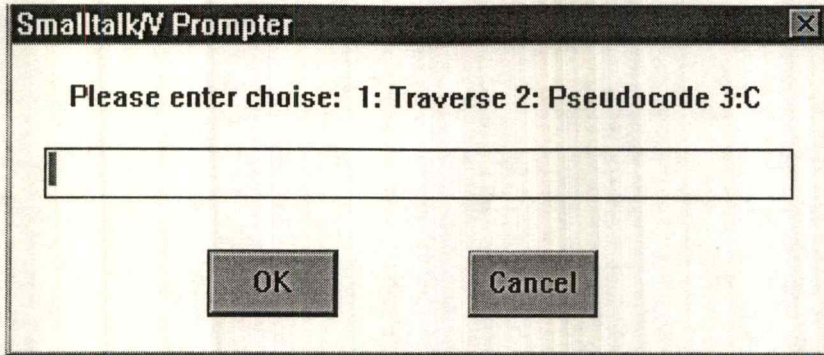 Smalltalk/V Prompter
Please enter choise: 1: Traverse 2: Pseudocode 3:C
OK
Cancel